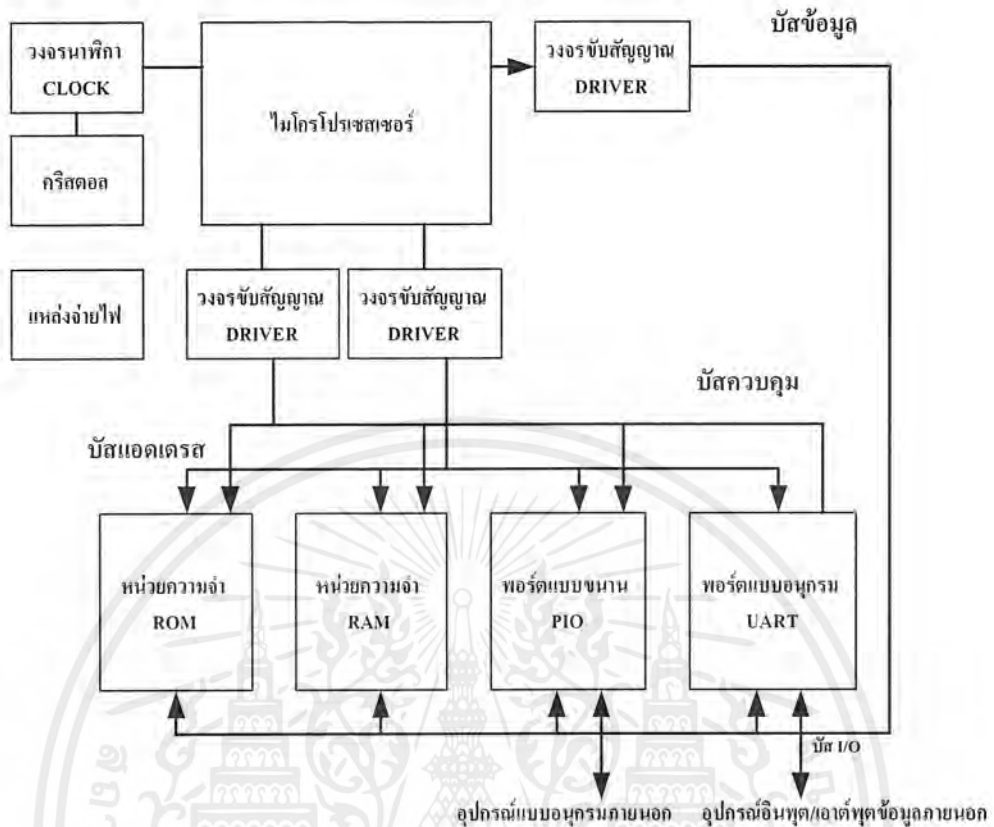 บัสข้อมูล
วงจรนาฬิกา
CLOCK
ไมโครโปรเซสเซอร์
วงจรขับสัญญาณ
DRIVER
คริสตอล
แหล่งจ่ายไฟ
วงจรขับสัญญาณ
DRIVER
วงจรขับสัญญาณ
DRIVER
บัสควบคุม
บัสแอดเดรส
หน่วยความจำ
ROM
หน่วยความจำ
RAM
พอร์ตแบบขนาน
PIO
พอร์ตแบบอนุกรม
UART
บัส I/O
อุปกรณ์แบบอนุกรมภายนอก
อุปกรณ์อินพุต/เอาต์พุตข้อมูลภายนอก